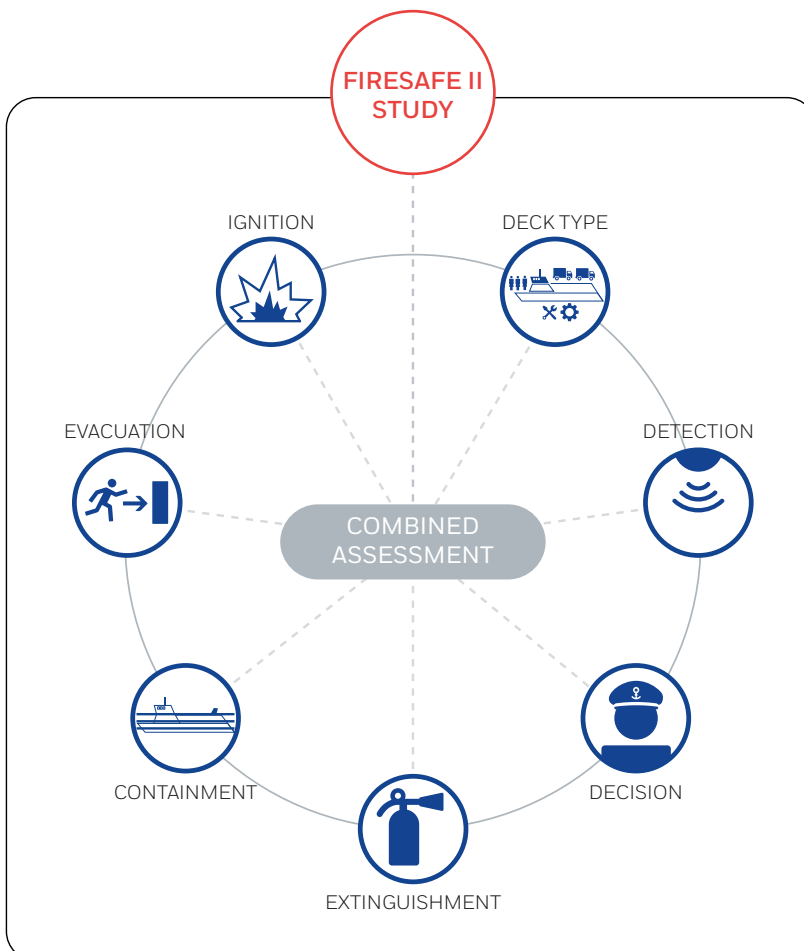 FIRESAFE II
STUDY
IGNITION
DECK TYPE
EVACUATION
DETECTION
COMBINED
ASSESSMENT
CONTAINMENT
DECISION
EXTINGUISHMENT